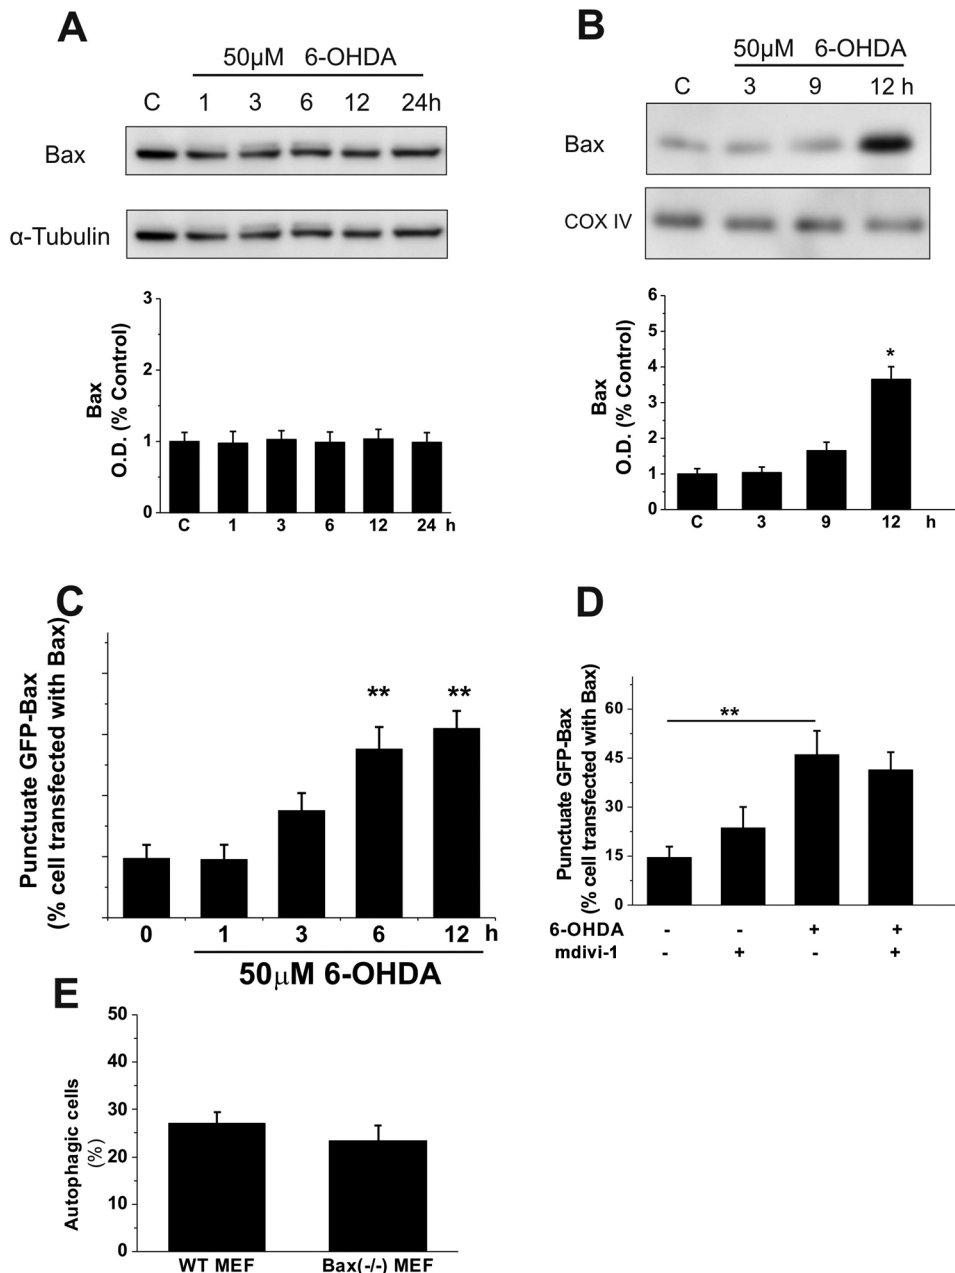 A
50µM 6-OHDA
C 1 3 6 12 24h
Bax
α-Tubulin
3
2
1
0
Bax
O.D. (% Control)
C 1 3 6 12 24 h
B
50µM 6-OHDA
C 3 9 12 h
Bax
COX IV
6
5
4
3
2
1
0
Bax
O.D. (% Control)
*
C 3 9 12 h
C
Punctuate GFP-Bax
(% cell transfected with Bax)
** **
0 1 3 6 12 h
50µM 6-OHDA
D
Punctuate GFP-Bax
(% cell transfected with Bax)
60
45
30
15
0
**
6-OHDA - - + +
mdivi-1 - + - +
E
Autophagic cells
(%)
50
40
30
20
10
0
WT MEF Bax(-/-) MEF